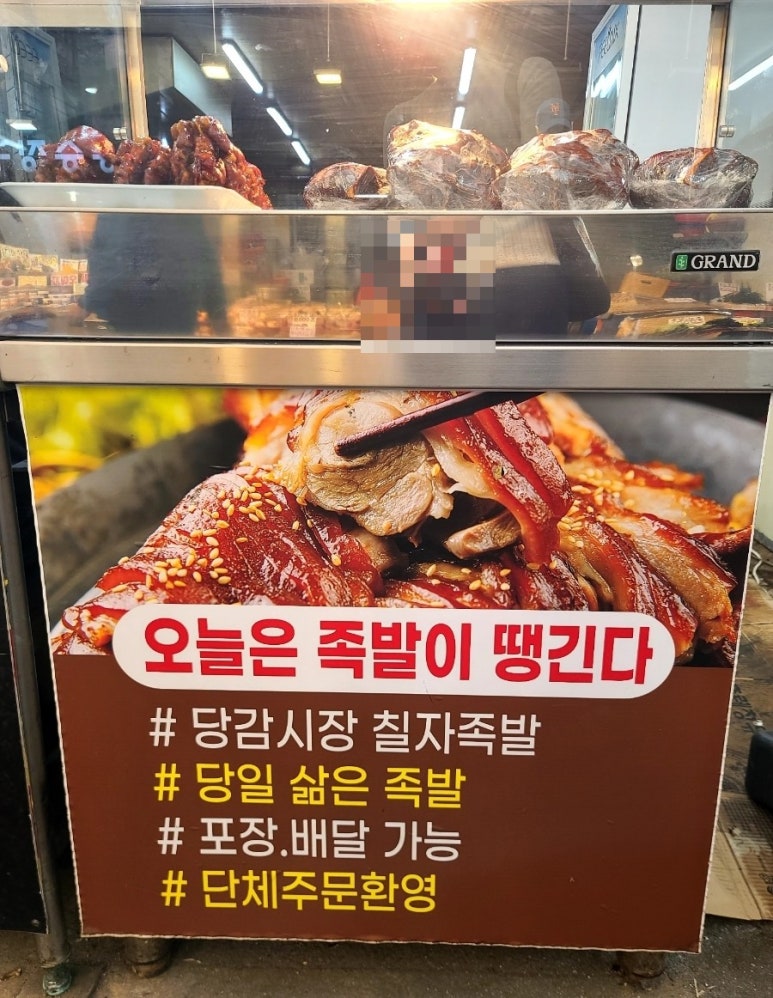 GRAND
오늘은 족발이 땡긴다
# 당감시장 칠자족발
# 당일 삶은 족발
# 포장.배달 가능
# 단체주문환영